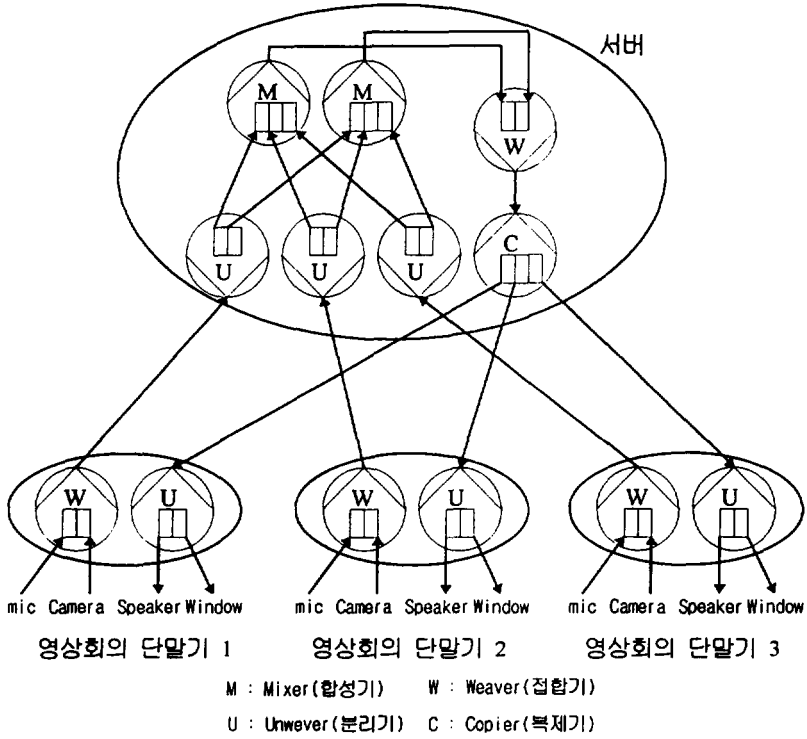 서버
M M
W
U U U C
W U W U W U
mic Camera Speaker Window mic Camera Speaker Window mic Camera Speaker Window
영상회의 단말기 1 영상회의 단말기 2 영상회의 단말기 3
M : Mixer(합성기) W : Weaver(접합기)
U : Unwever(분리기) C : Copier(복제기)